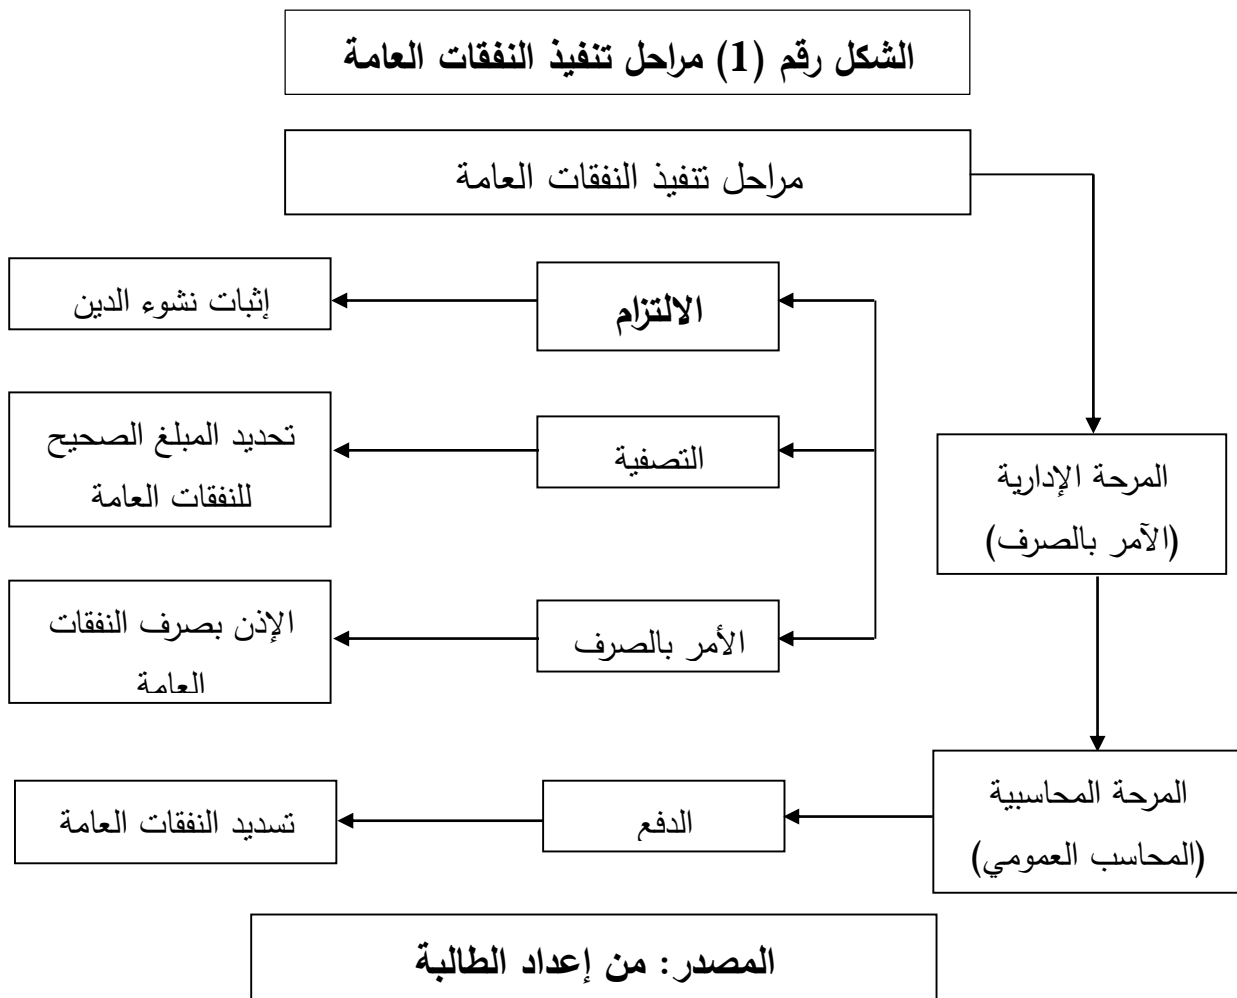 الشكل رقم (1) مراحل تنفيذ النفقات العامة
مراحل تنفيذ النفقات العامة
الالتزام
إثبات نشوء الدين
المرحة الإدارية
(الآمر بالصرف)
التصفية
تحديد المبلغ الصحيح
للنفقات العامة
الأمر بالصرف
الإذن بصرف النفقات
العامة
المرحة المحاسبية
(المحاسب العمومي)
الدفع
تسديد النفقات العامة
المصدر: من إعداد الطالبة